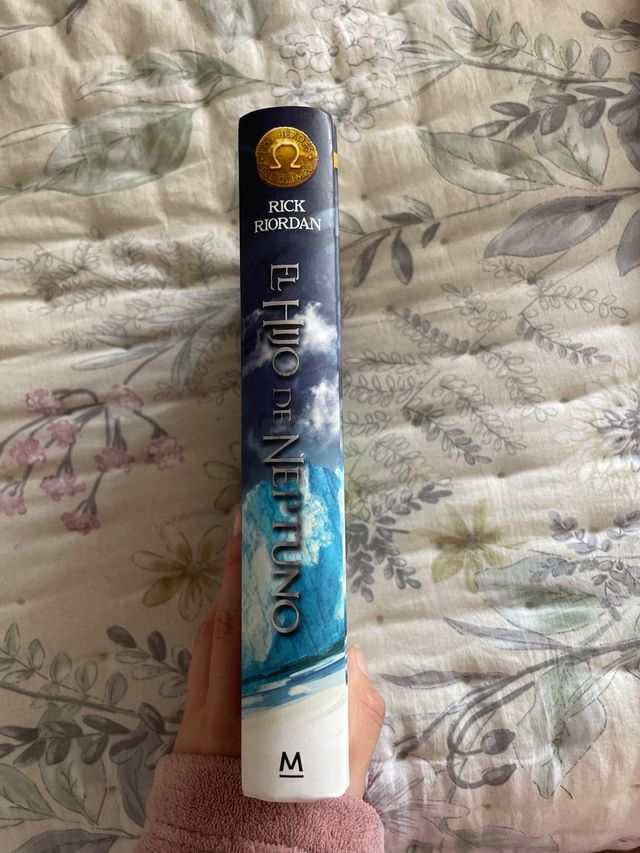 LOS HÉROES
DEL OLIMPO
RICK
RIORDAN
EL HIJO DE NEPTUNO
M